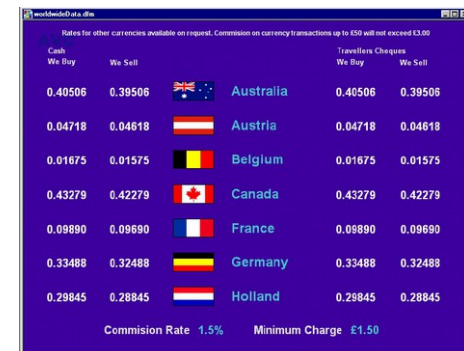 worldwideData.dfm
Rates for other currencies available on request. Commision on currency transactions up to £50 will not exceed £3.00
Cash Travellers Cheques
We Buy We Sell We Buy We Sell
0.40506 0.39506 Australia 0.40506 0.39506
0.04718 0.04618 Austria 0.04718 0.04618
0.01675 0.01575 Belgium 0.01675 0.01575
0.43279 0.42279 Canada 0.43279 0.42279
0.09890 0.09690 France 0.09890 0.09690
0.33488 0.32488 Germany 0.33488 0.32488
0.29845 0.28845 Holland 0.29845 0.28845
Commision Rate 1.5% Minimum Charge £1.50